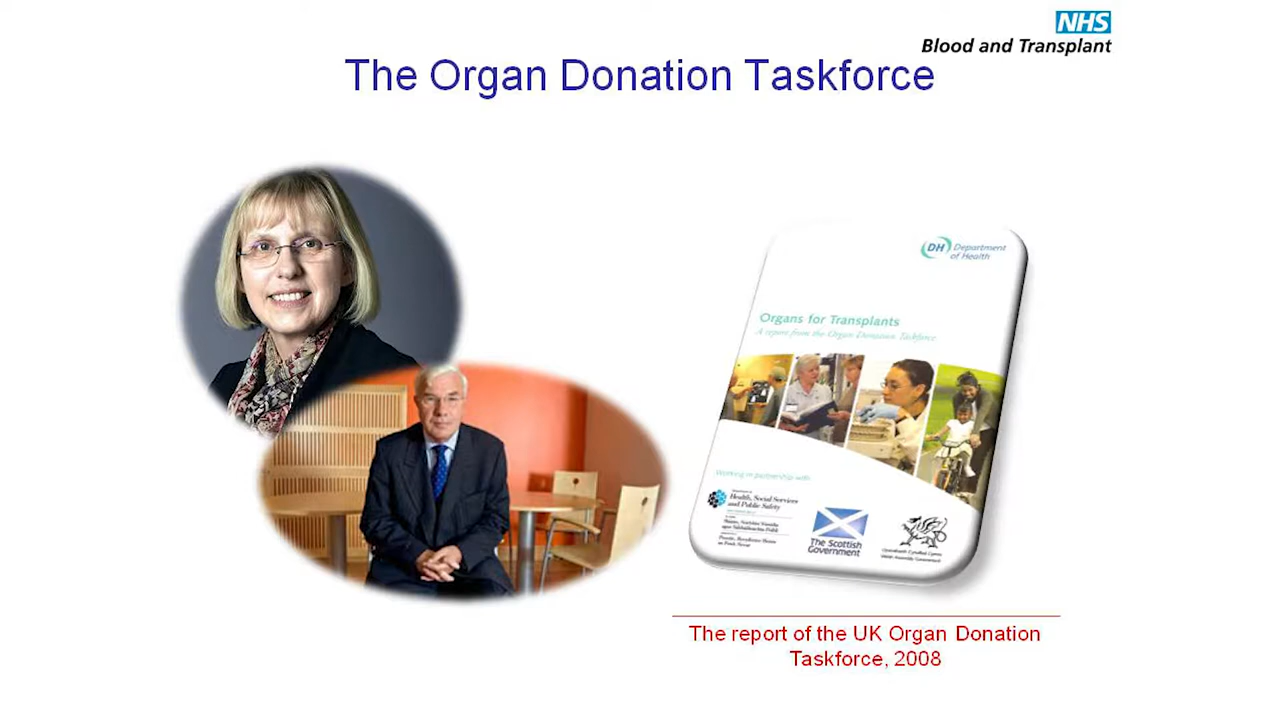 NHS
Blood and Transplant
The Organ Donation Taskforce
DH Department
of Health
Organs for Transplants
A report from the Organ Donation Taskforce
Working in partnership with
Health, Social Services
and Public Safety
The Scottish
Government
The report of the UK Organ Donation
Taskforce, 2008